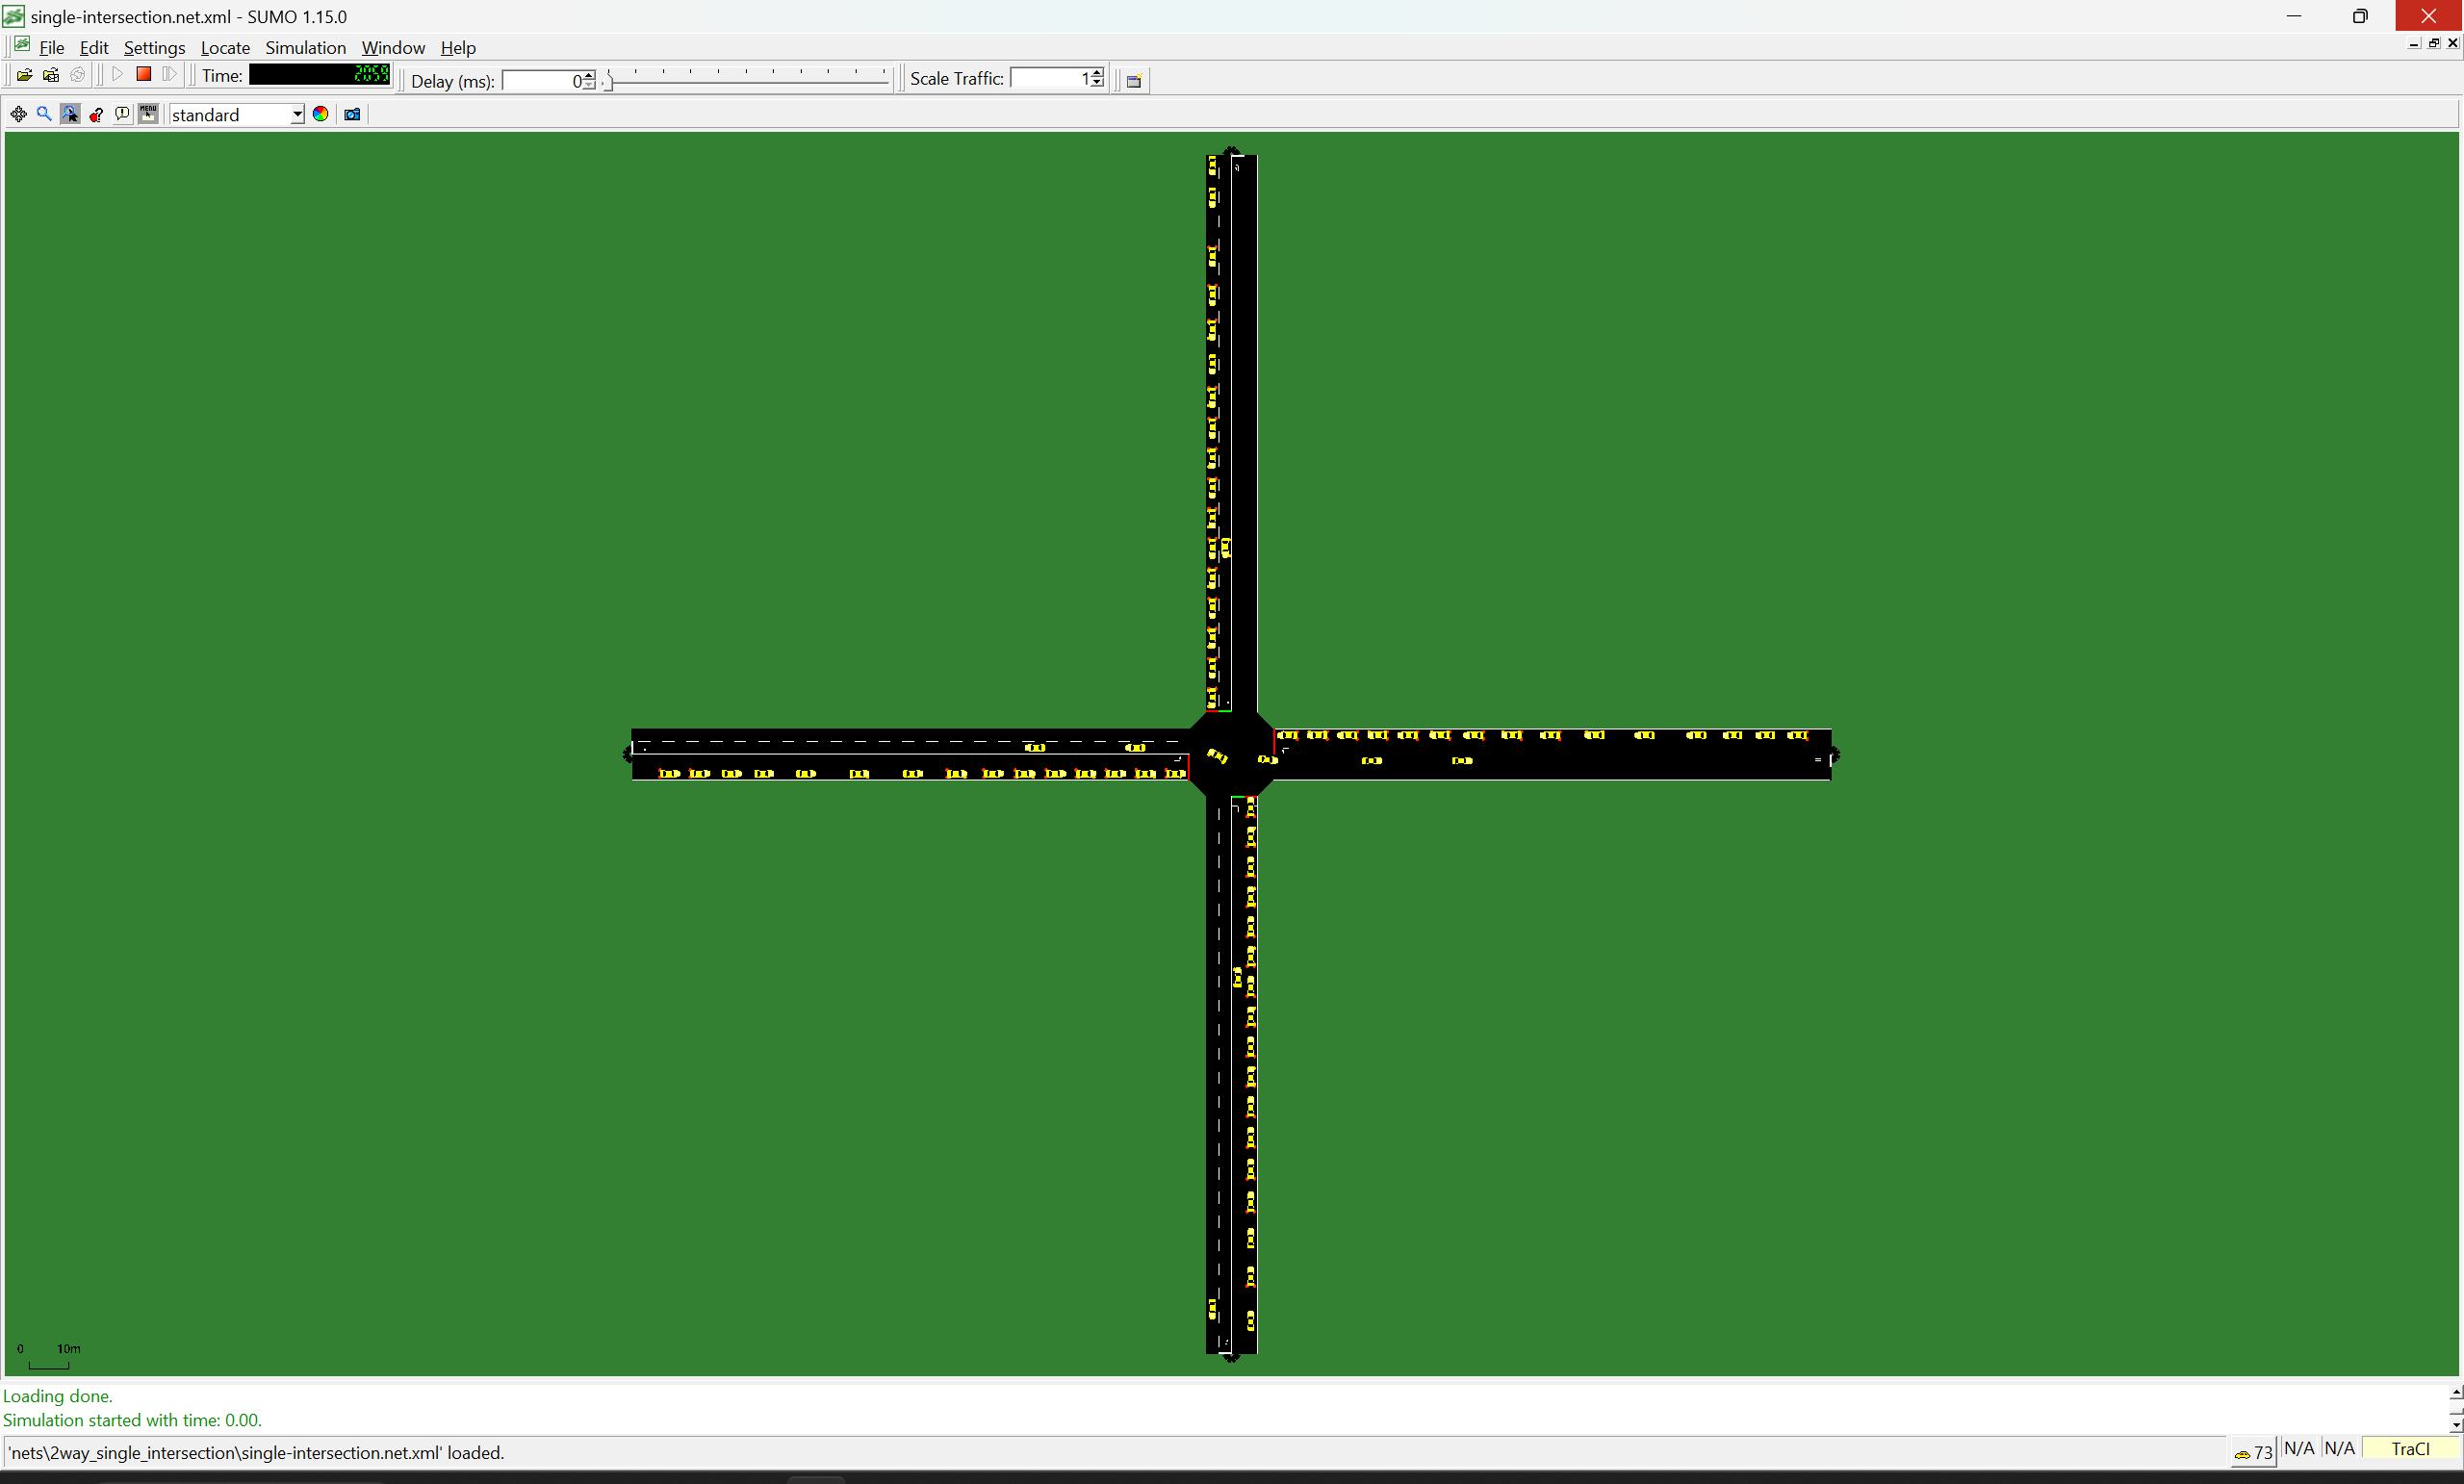 single-intersection.net.xml - SUMO 1.15.0
File Edit Settings Locate Simulation Window Help
Time: 2059 Delay (ms): 0 Scale Traffic: 1
MENU standard
0 10m
Loading done.
Simulation started with time: 0.00.
'nets\2way_single_intersection\single-intersection.net.xml' loaded. 73 N/A N/A TraCI